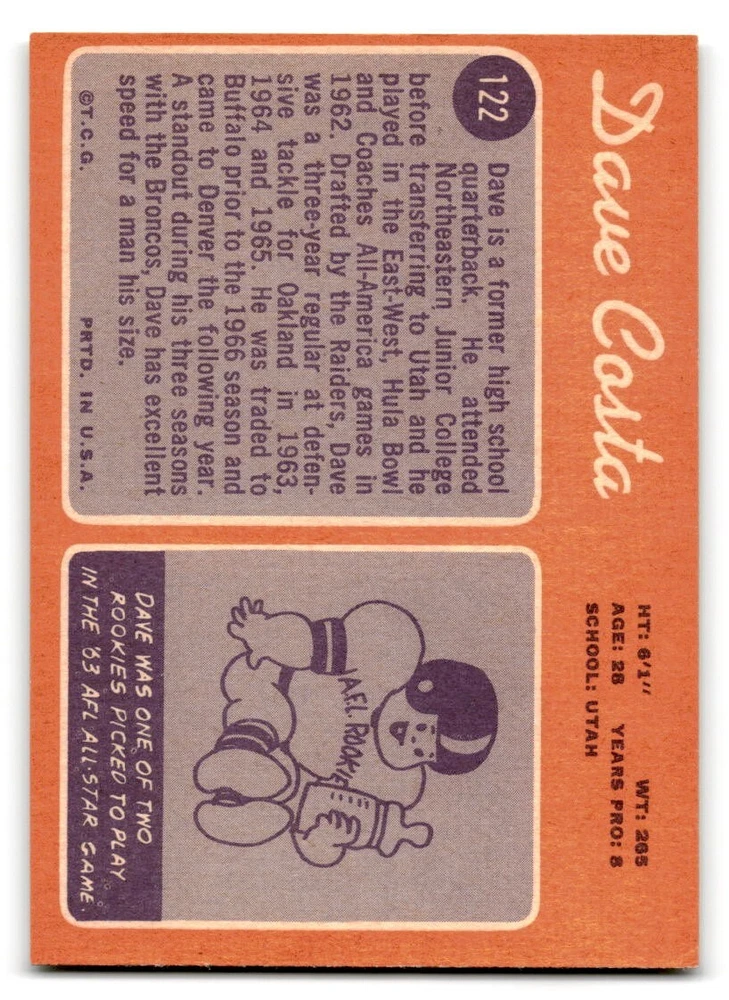 Dave Costa
HT: 6'1" WT: 265
AGE: 28 YEARS PRO: 8
SCHOOL: UTAH
122
Dave is a former high school
quarterback. He attended
Northeastern Junior College
before transferring to Utah and he
played in the East-West, Hula Bowl
and Coaches All-America games in
1962. Drafted by the Raiders, Dave
was a three-year regular at defen-
sive tackle for Oakland in 1963,
1964 and 1965. He was traded to
Buffalo prior to the 1966 season and
came to Denver the following year.
A standout during his three seasons
with the Broncos, Dave has excellent
speed for a man his size.
©T.C.G. PRTD. IN U.S.A.
A.F.L. ROOKIE
DAVE WAS ONE OF TWO
ROOKIES PICKED TO PLAY
IN THE '63 AFL ALL-STAR GAME.